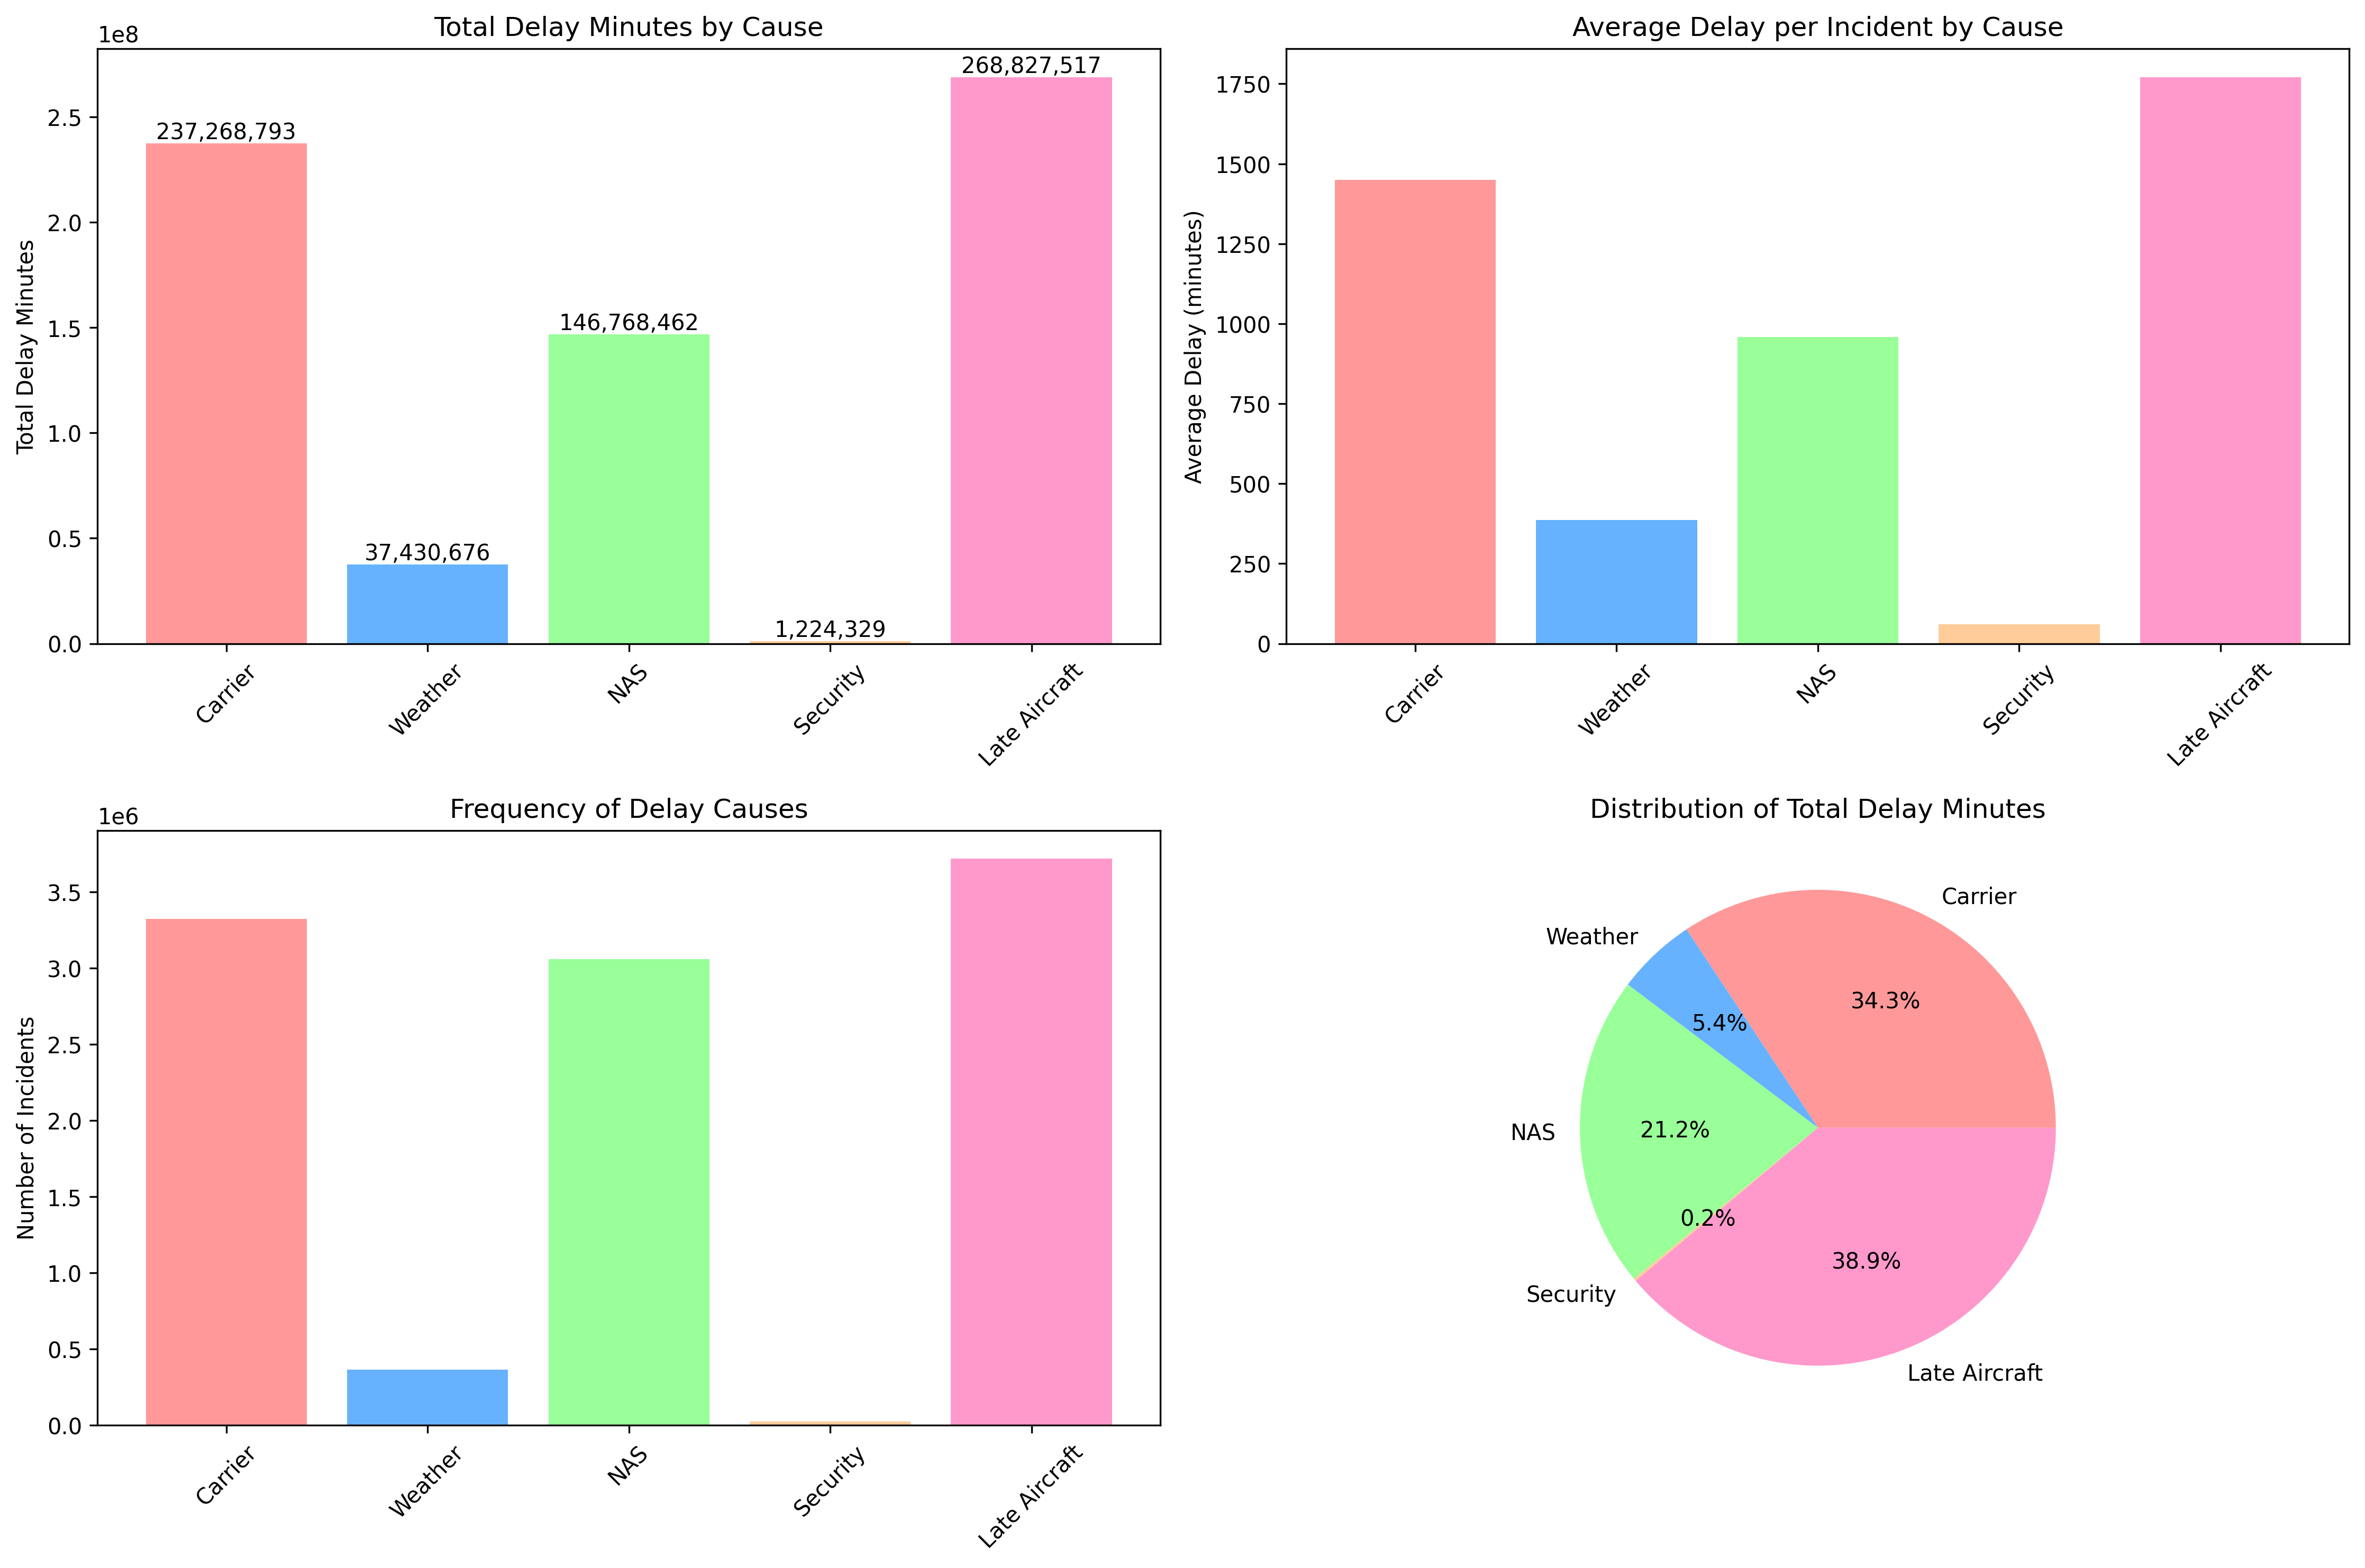 Total Delay Minutes by Cause
1e8
Total Delay Minutes
2.5
2.0
1.5
1.0
0.5
0.0
237,268,793
37,430,676
146,768,462
1,224,329
268,827,517
Carrier
Weather
NAS
Security
Late Aircraft
Average Delay per Incident by Cause
Average Delay (minutes)
1750
1500
1250
1000
750
500
250
0
Carrier
Weather
NAS
Security
Late Aircraft
Frequency of Delay Causes
1e6
Number of Incidents
3.5
3.0
2.5
2.0
1.5
1.0
0.5
0.0
Carrier
Weather
NAS
Security
Late Aircraft
Distribution of Total Delay Minutes
Carrier
34.3%
Weather
5.4%
NAS
21.2%
Security
0.2%
Late Aircraft
38.9%